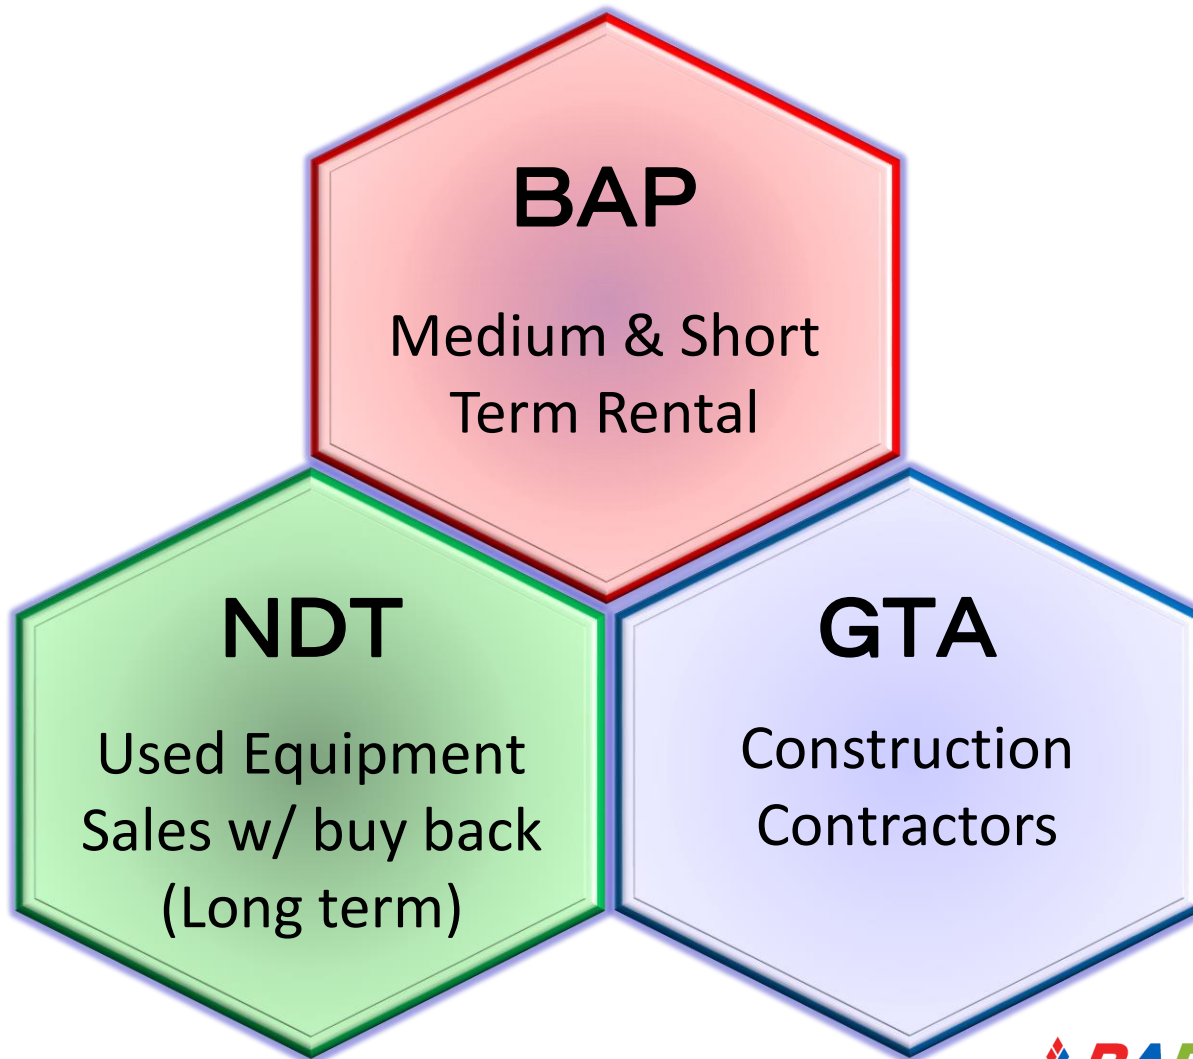 BAP
Medium & Short
Term Rental
NDT
Used Equipment
Sales w/ buy back
(Long term)
GTA
Construction
Contractors